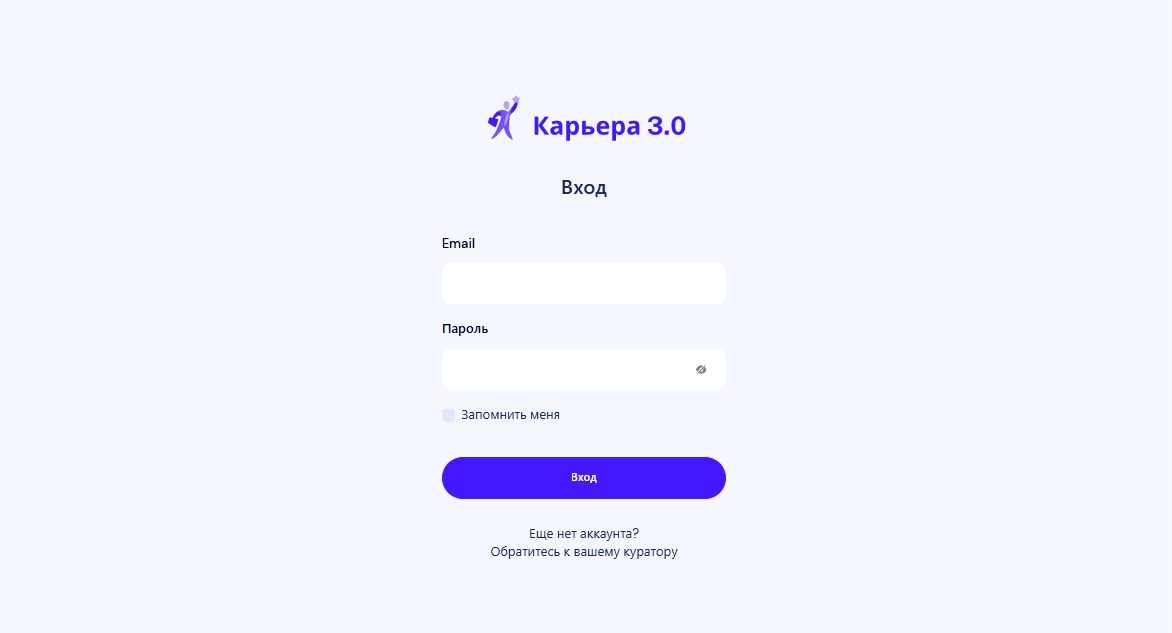 Карьера 3.0
Вход
Email
Пароль
Запомнить меня
Вход
Еще нет аккаунта?
Обратитесь к вашему куратору